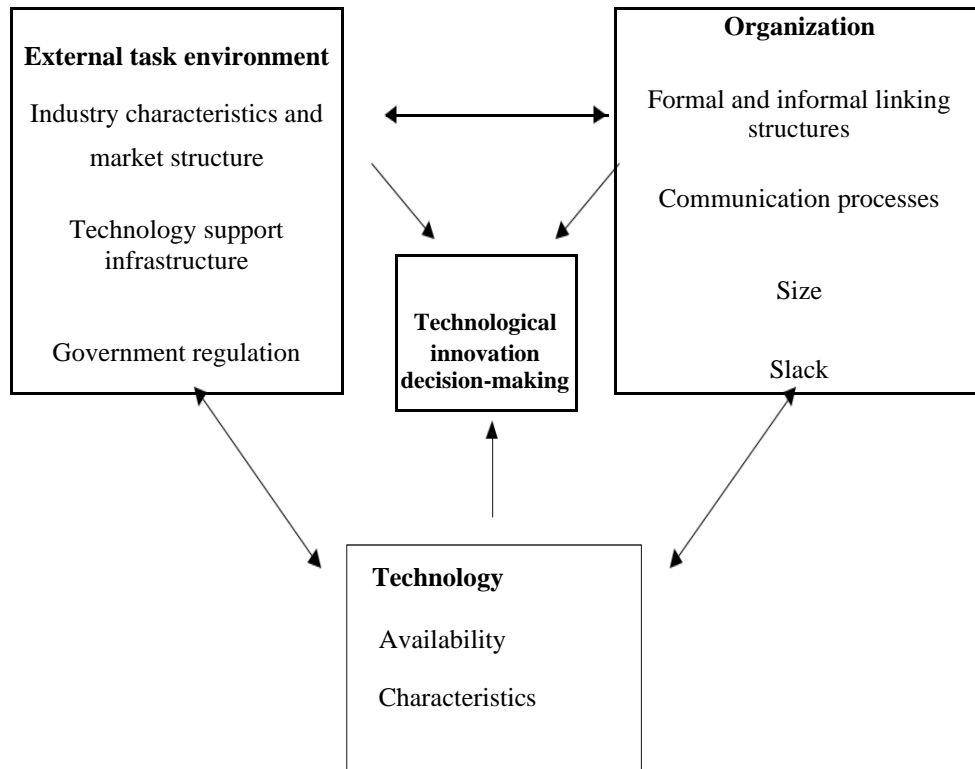 External task environment
Industry characteristics and
market structure
Technology support
infrastructure
Government regulation
Organization
Formal and informal linking
structures
Communication processes
Size
Slack
Technological
innovation
decision-making
Technology
Availability
Characteristics